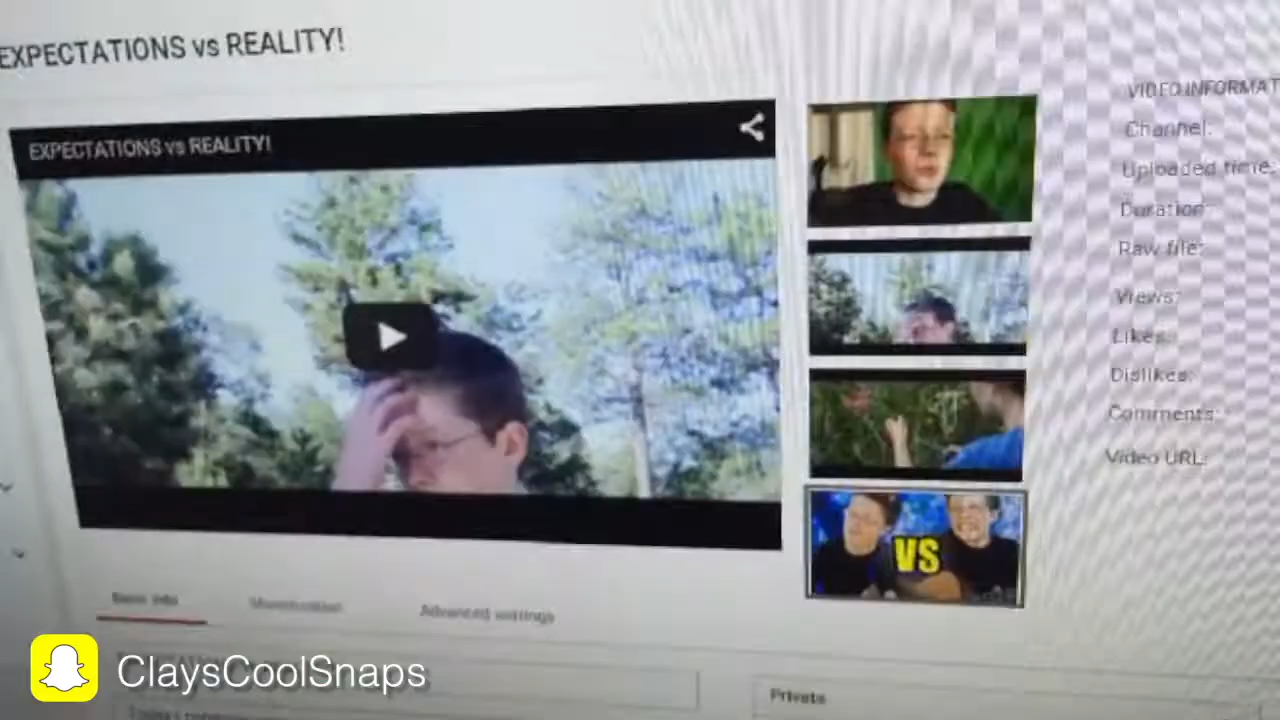 EXPECTATIONS vs REALITY!
EXPECTATIONS vs REALITY!
VIDEO INFORMAT
Channel:
Uploaded time:
Duration:
Raw file:
Views:
Likes:
Dislikes:
Comments:
Video URL:
VS
Basic info
Monetization
Advanced settings
ClaysCoolSnaps
Private